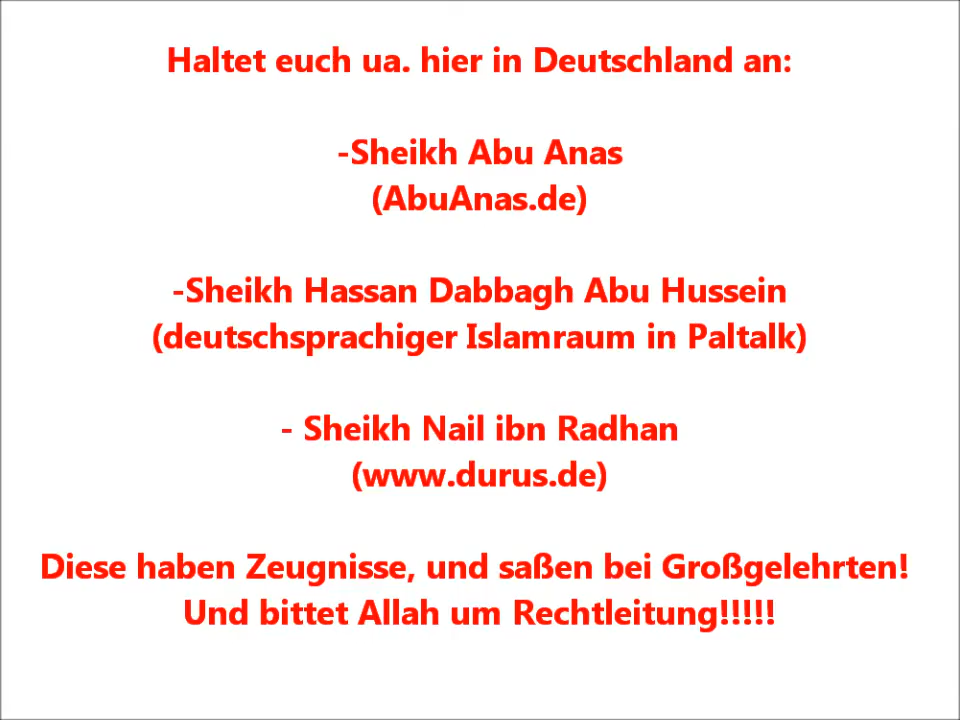 Haltet euch ua. hier in Deutschland an:
-Sheikh Abu Anas
(AbuAnas.de)
-Sheikh Hassan Dabbagh Abu Hussein
(deutschsprachiger Islamraum in Paltalk)
- Sheikh Nail ibn Radhan
(www.durus.de)
Diese haben Zeugnisse, und saßen bei Großgelehrten!
Und bittet Allah um Rechtleitung!!!!!